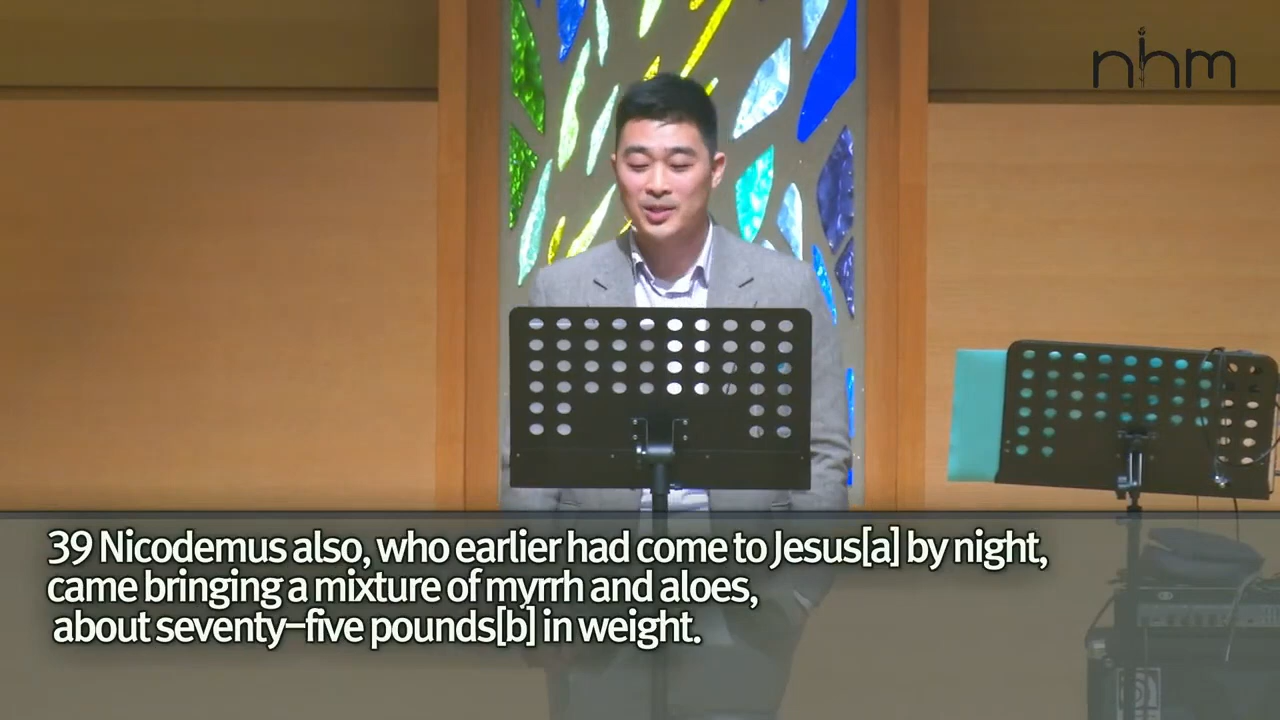 nhm
39 Nicodemus also, who earlier had come to Jesus[a] by night,
came bringing a mixture of myrrh and aloes,
about seventy-five pounds[b] in weight.